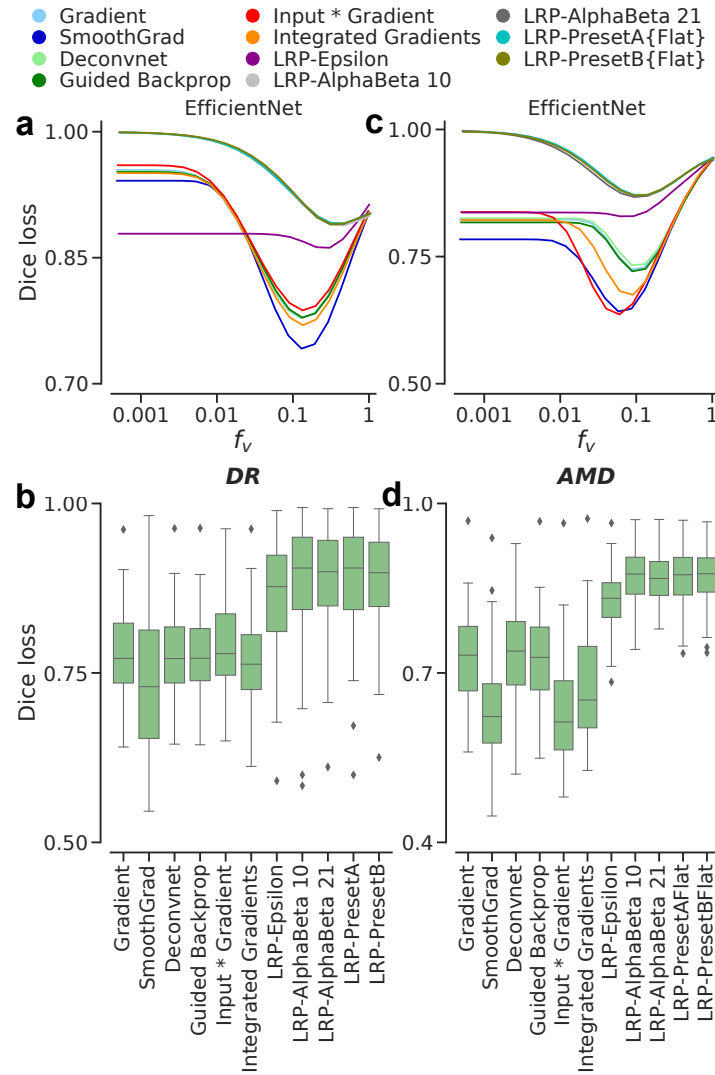 Gradient
SmoothGrad
Deconvnet
Guided Backprop
Input * Gradient
Integrated Gradients
LRP-Epsilon
LRP-AlphaBeta 10
LRP-AlphaBeta 21
LRP-PresetA{Flat}
LRP-PresetB{Flat}
a
EfficientNet
1.00
0.85
0.70
Dice loss
0.001 0.01 0.1 1
f_v
c
EfficientNet
1.00
0.75
0.50
0.001 0.01 0.1 1
f_v
b
DR
1.00
0.75
0.50
Dice loss
Gradient
SmoothGrad
Deconvnet
Guided Backprop
Input * Gradient
Integrated Gradients
LRP-Epsilon
LRP-AlphaBeta 10
LRP-AlphaBeta 21
LRP-PresetA
LRP-PresetB
d
AMD
1.0
0.7
0.4
Gradient
SmoothGrad
Deconvnet
Guided Backprop
Input * Gradient
Integrated Gradients
LRP-Epsilon
LRP-AlphaBeta 10
LRP-AlphaBeta 21
LRP-PresetAFlat
LRP-PresetBFlat